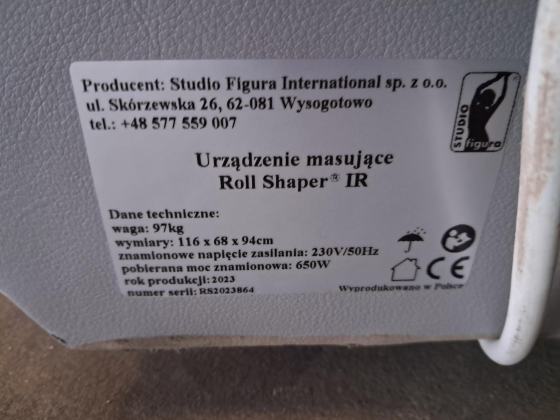 Producent: Studio Figura International sp. z o.o.
ul. Skórzewska 26, 62-081 Wysogotowo
tel.: +48 577 559 007
STUDIO
figura
Urządzenie masujące
Roll Shaper® IR
Dane techniczne:
waga: 97kg
wymiary: 116 x 68 x 94cm
znamionowe napięcie zasilania: 230V/50Hz
pobierana moc znamionowa: 650W
rok produkcji: 2023
numer serii: RS2023864
CE
Wyprodukowano w Polsce